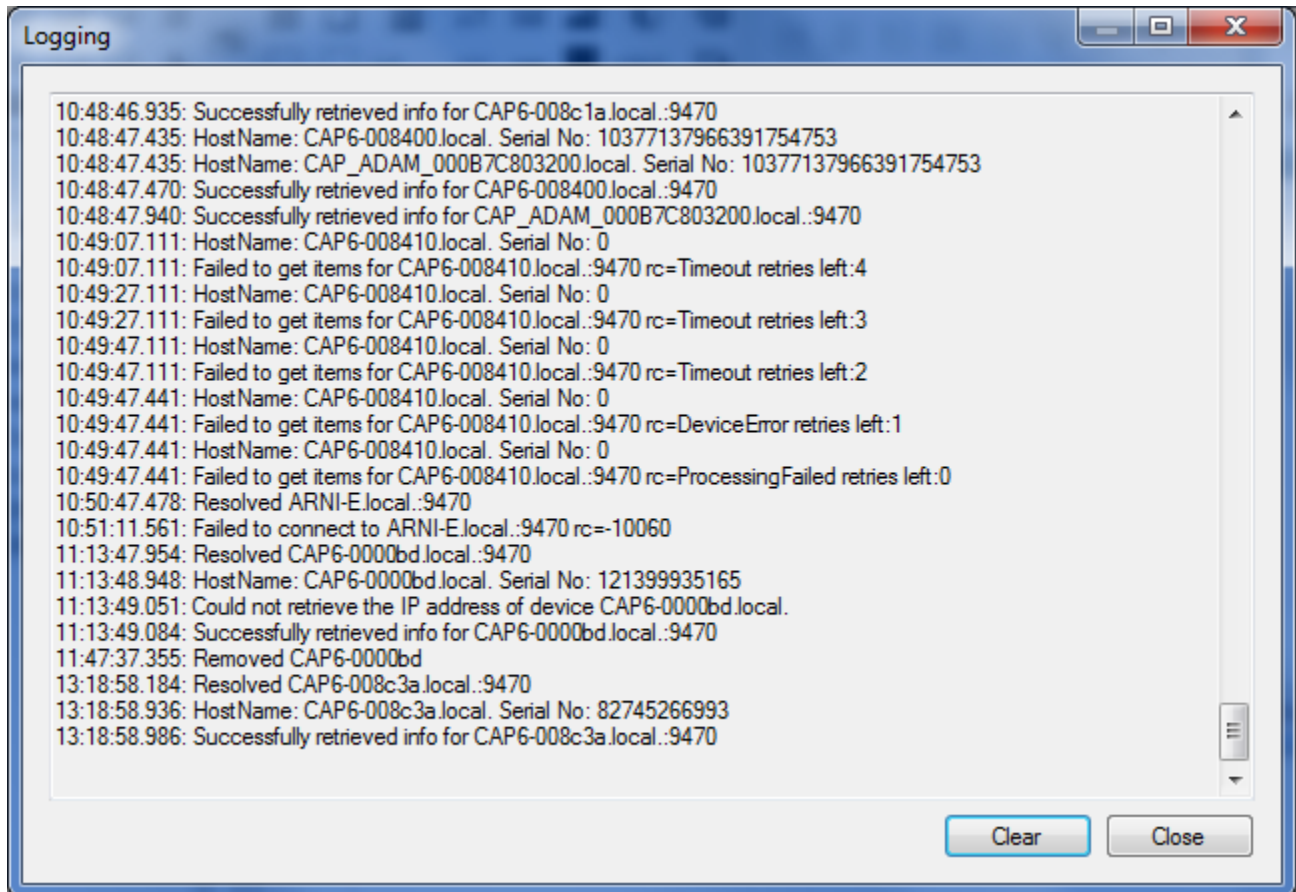 Logging
10:48:46.935: Successfully retrieved info for CAP6-008c1a.local.:9470
10:48:47.435: HostName: CAP6-008400.local. Serial No: 10377137966391754753
10:48:47.435: HostName: CAP_ADAM_000B7C803200.local. Serial No: 10377137966391754753
10:48:47.470: Successfully retrieved info for CAP6-008400.local.:9470
10:48:47.940: Successfully retrieved info for CAP_ADAM_000B7C803200.local.:9470
10:49:07.111: HostName: CAP6-008410.local. Serial No: 0
10:49:07.111: Failed to get items for CAP6-008410.local.:9470 rc=Timeout retries left:4
10:49:27.111: HostName: CAP6-008410.local. Serial No: 0
10:49:27.111: Failed to get items for CAP6-008410.local.:9470 rc=Timeout retries left:3
10:49:47.111: HostName: CAP6-008410.local. Serial No: 0
10:49:47.111: Failed to get items for CAP6-008410.local.:9470 rc=Timeout retries left:2
10:49:47.441: HostName: CAP6-008410.local. Serial No: 0
10:49:47.441: Failed to get items for CAP6-008410.local.:9470 rc=DeviceError retries left:1
10:49:47.441: HostName: CAP6-008410.local. Serial No: 0
10:49:47.441: Failed to get items for CAP6-008410.local.:9470 rc=ProcessingFailed retries left:0
10:50:47.478: Resolved ARNI-E.local.:9470
10:51:11.561: Failed to connect to ARNI-E.local.:9470 rc=-10060
11:13:47.954: Resolved CAP6-0000bd.local.:9470
11:13:48.948: HostName: CAP6-0000bd.local. Serial No: 121399935165
11:13:49.051: Could not retrieve the IP address of device CAP6-0000bd.local.
11:13:49.084: Successfully retrieved info for CAP6-0000bd.local.:9470
11:47:37.355: Removed CAP6-0000bd
13:18:58.184: Resolved CAP6-008c3a.local.:9470
13:18:58.936: HostName: CAP6-008c3a.local. Serial No: 82745266993
13:18:58.986: Successfully retrieved info for CAP6-008c3a.local.:9470
Clear Close